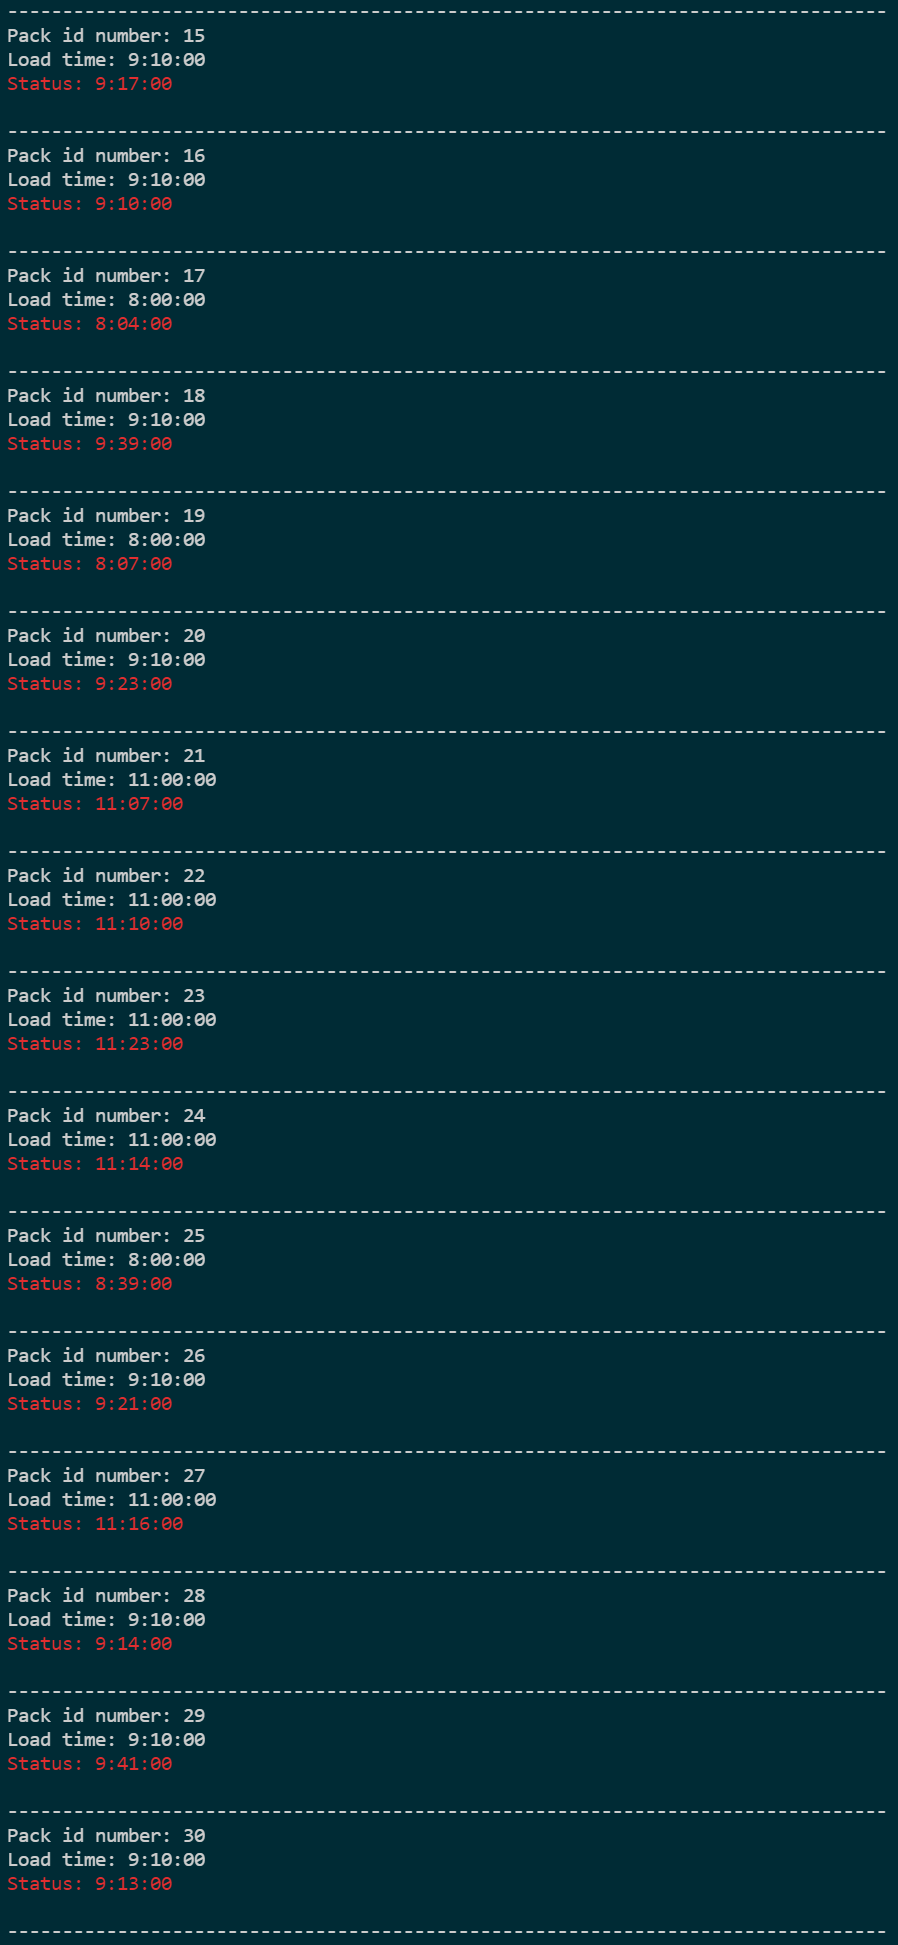 --------------------------------------------------------------------------------
Pack id number: 15
Load time: 9:10:00
Status: 9:17:00
--------------------------------------------------------------------------------
Pack id number: 16
Load time: 9:10:00
Status: 9:10:00
--------------------------------------------------------------------------------
Pack id number: 17
Load time: 8:00:00
Status: 8:04:00
--------------------------------------------------------------------------------
Pack id number: 18
Load time: 9:10:00
Status: 9:39:00
--------------------------------------------------------------------------------
Pack id number: 19
Load time: 8:00:00
Status: 8:07:00
--------------------------------------------------------------------------------
Pack id number: 20
Load time: 9:10:00
Status: 9:23:00
--------------------------------------------------------------------------------
Pack id number: 21
Load time: 11:00:00
Status: 11:07:00
--------------------------------------------------------------------------------
Pack id number: 22
Load time: 11:00:00
Status: 11:10:00
--------------------------------------------------------------------------------
Pack id number: 23
Load time: 11:00:00
Status: 11:23:00
--------------------------------------------------------------------------------
Pack id number: 24
Load time: 11:00:00
Status: 11:14:00
--------------------------------------------------------------------------------
Pack id number: 25
Load time: 8:00:00
Status: 8:39:00
--------------------------------------------------------------------------------
Pack id number: 26
Load time: 9:10:00
Status: 9:21:00
--------------------------------------------------------------------------------
Pack id number: 27
Load time: 11:00:00
Status: 11:16:00
--------------------------------------------------------------------------------
Pack id number: 28
Load time: 9:10:00
Status: 9:14:00
--------------------------------------------------------------------------------
Pack id number: 29
Load time: 9:10:00
Status: 9:41:00
--------------------------------------------------------------------------------
Pack id number: 30
Load time: 9:10:00
Status: 9:13:00
--------------------------------------------------------------------------------